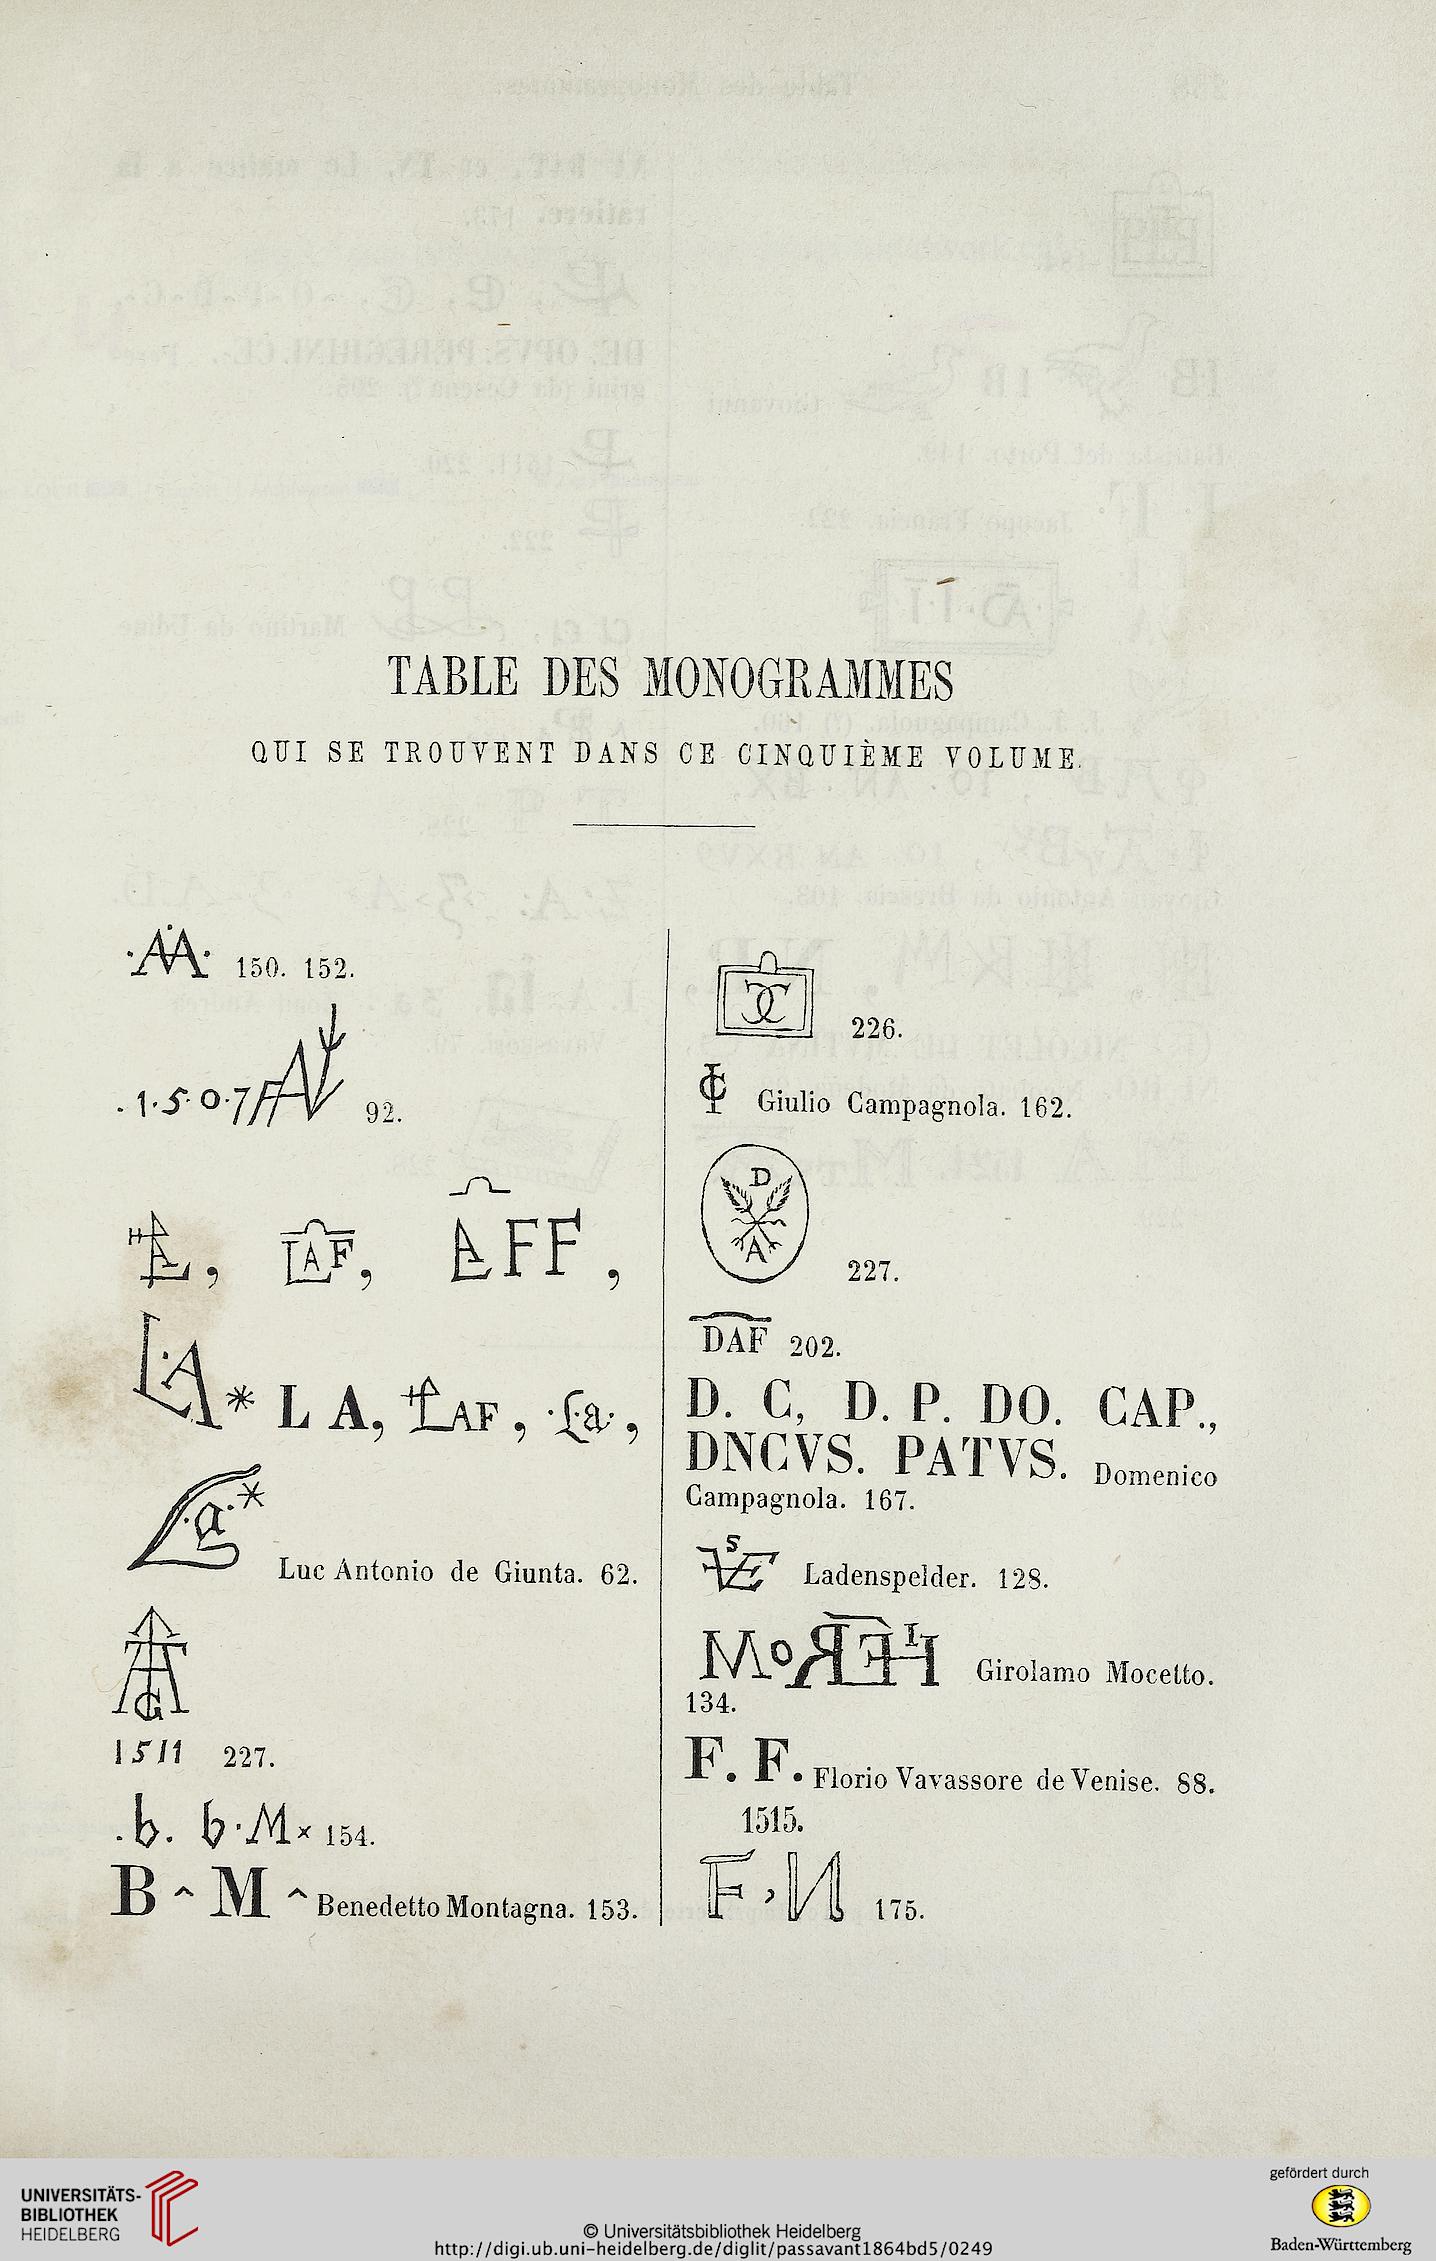 TABLE DES MONOGRAMMES
QUI SE TROUVENT DANS CE CINQUIÈME VOLUME.
150. 152.
.1.5.0.7 92.
LAF, AFF,
LA* L A, LAF, .La.,
La.* Luc Antonio de Giunta. 62.
AG
1511 227.
.b. b.M× 154.
B ^ M ^ Benedetto Montagna. 153.
226.
Giulio Campagnola. 162.
D
A
227.
DAF 202.
D. C, D. P. DO. CAP.,
DNCVS. PATVS. Domenico
Campagnola. 167.
Ladenspelder. 128.
Girolamo Mocetto.
134.
F. F. Florio Vavassore de Venise. 88.
1515.
F, N 175.
UNIVERSITÄTS-
BIBLIOTHEK
HEIDELBERG
© Universitätsbibliothek Heidelberg
http://digi.ub.uni-heidelberg.de/diglit/passavant1864bd5/0249
gefördert durch
Baden-Württemberg